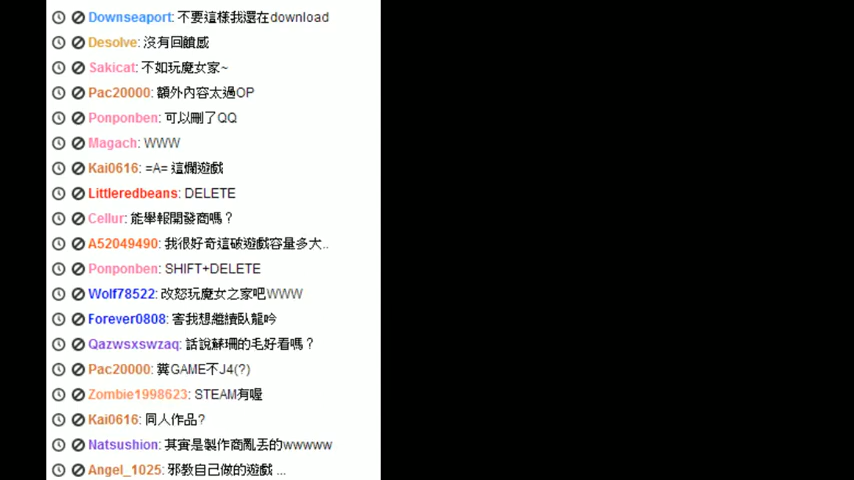 Downseaport: 不要這樣我還在download
Desolve: 沒有回饋感
Sakicat: 不如玩魔女家~
Pac20000: 額外內容太過OP
Ponponben: 可以刪了QQ
Magach: WWW
Kai0616: =A= 這爛遊戲
Littleredbeans: DELETE
Cellur: 能舉報開發商嗎？
A52049490: 我很好奇這破遊戲容量多大..
Ponponben: SHIFT+DELETE
Wolf78522: 改怒玩魔女之家吧WWW
Forever0808: 害我想繼續臥龍吟
Qazwsxswzaq: 話說蘇珊的毛好看嗎？
Pac20000: 糞GAME不J4(?)
Zombie1998623: STEAM有喔
Kai0616: 同人作品?
Natsushion: 其實是製作商亂丟的wwwww
Angel_1025: 邪教自己做的遊戲 ...